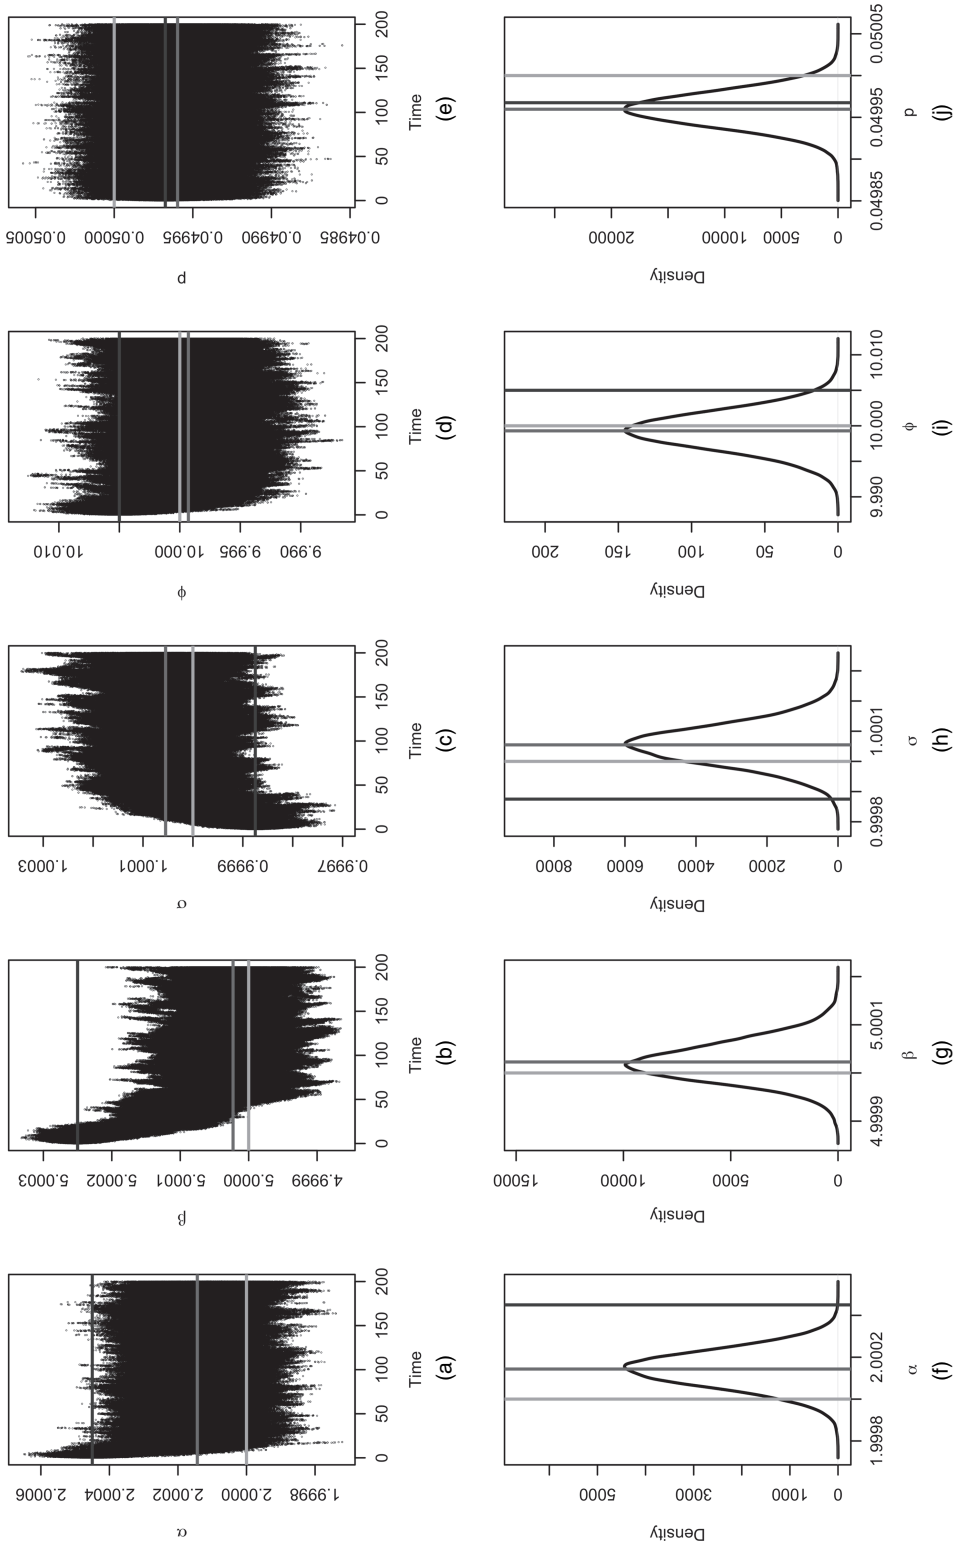 α
2.0006
2.0004
2.0002
2.0000
1.9998
0 50 100 150 200
Time
(a)
β
5.0003
5.0002
5.0001
5.0000
4.9999
0 50 100 150 200
Time
(b)
σ
1.0003
1.0001
0.9999
0.9997
0 50 100 150 200
Time
(c)
ϕ
10.010
10.000
9.995
9.990
0 50 100 150 200
Time
(d)
p
0.05005
0.05000
0.04995
0.04990
0.04985
0 50 100 150 200
Time
(e)
Density
5000
3000
1000
0
1.9998 2.0002
α
(f)
Density
15000
10000
5000
0
4.9999 5.0001
β
(g)
Density
8000
6000
4000
2000
0
0.9998 1.0001
σ
(h)
Density
200
150
100
50
0
9.990 10.000 10.010
ϕ
(i)
Density
20000
10000
5000
0
0.04985 0.04995 0.05005
p
(j)